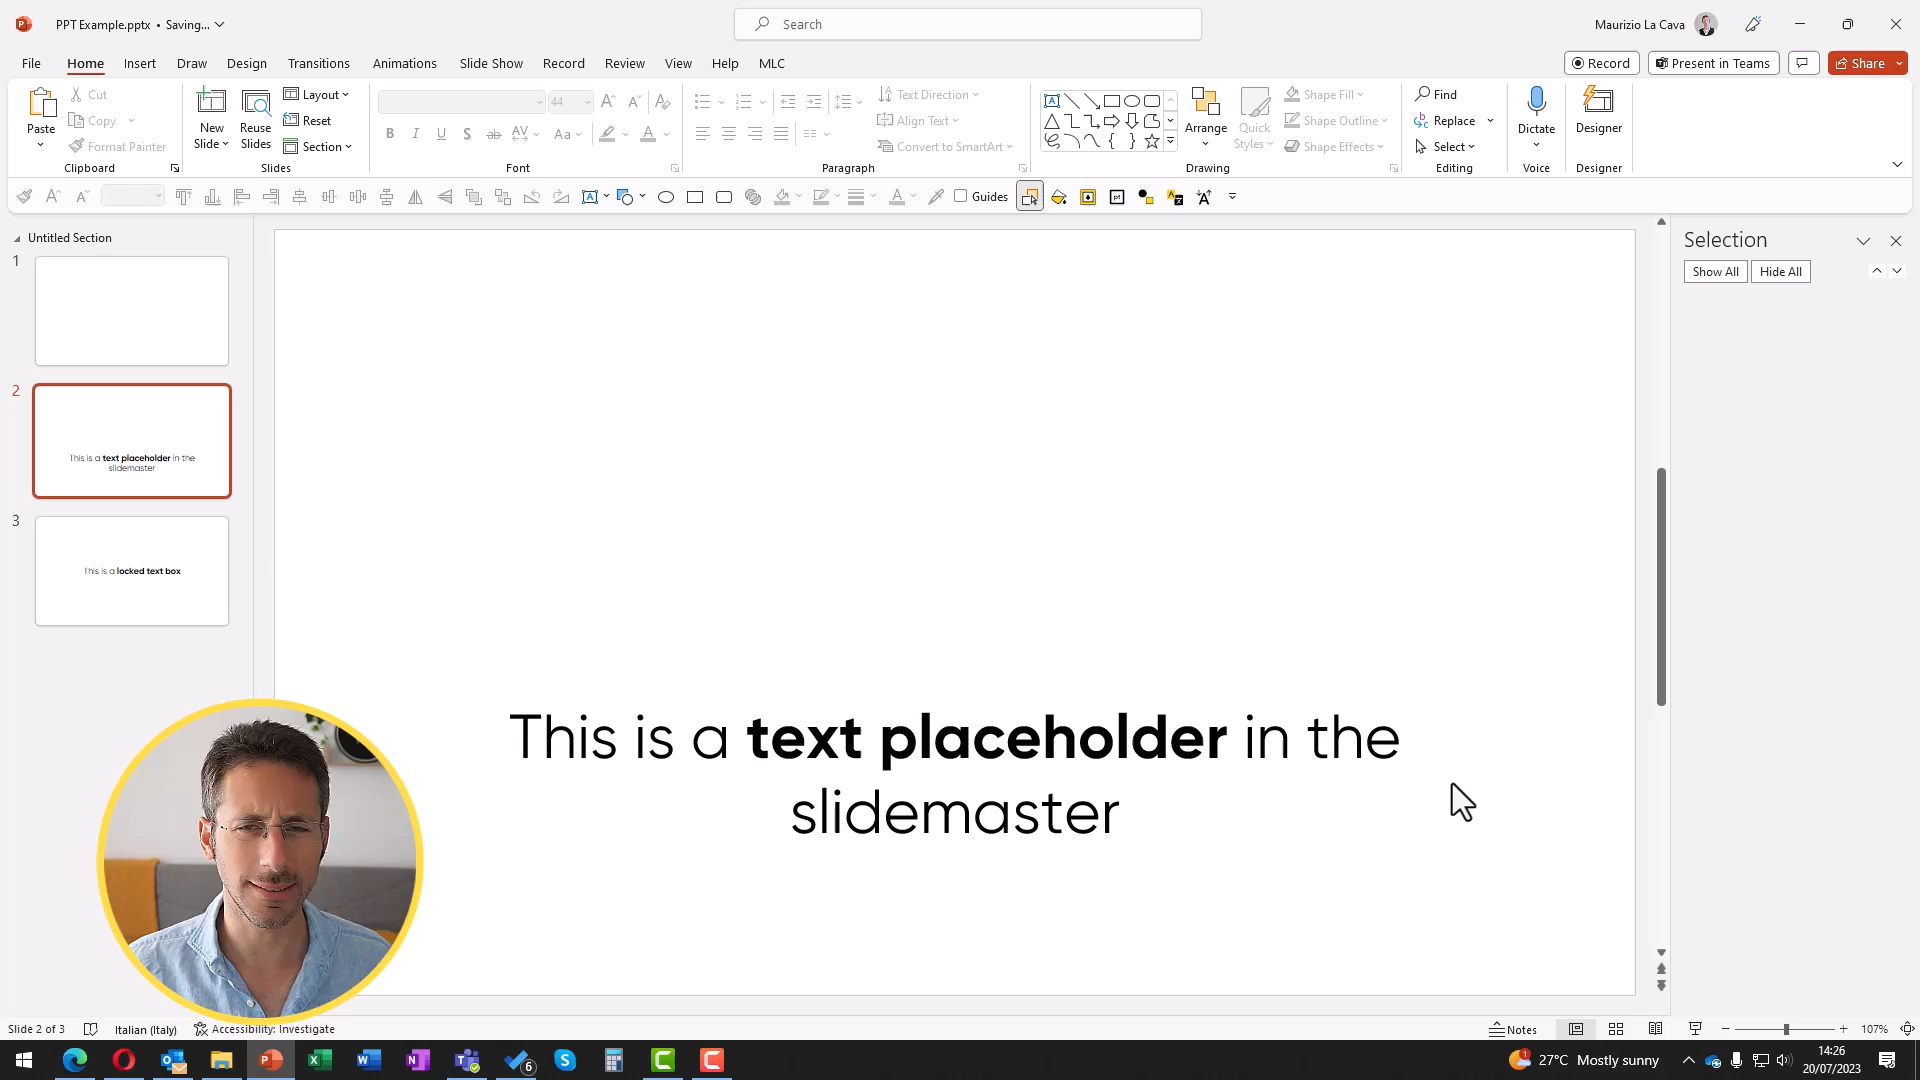 PPT Example.pptx • Saving...
Search
Maurizio La Cava
File Home Insert Draw Design Transitions Animations Slide Show Record Review View Help MLC
Record
Present in Teams
Share
Paste
Cut
Copy
Format Painter
Clipboard
New Slide
Reuse Slides
Layout
Reset
Section
Slides
44
Font
Text Direction
Align Text
Convert to SmartArt
Paragraph
Arrange
Quick Styles
Shape Fill
Shape Outline
Shape Effects
Drawing
Find
Replace
Select
Editing
Dictate
Voice
Designer
Designer
Guides
Untitled Section
1
2
This is a text placeholder in the
slidemaster
3
This is a locked text box
This is a text placeholder in the
slidemaster
Selection
Show All
Hide All
Slide 2 of 3
Italian (Italy)
Accessibility: Investigate
Notes
107%
6
1
27°C Mostly sunny
14:26
20/07/2023